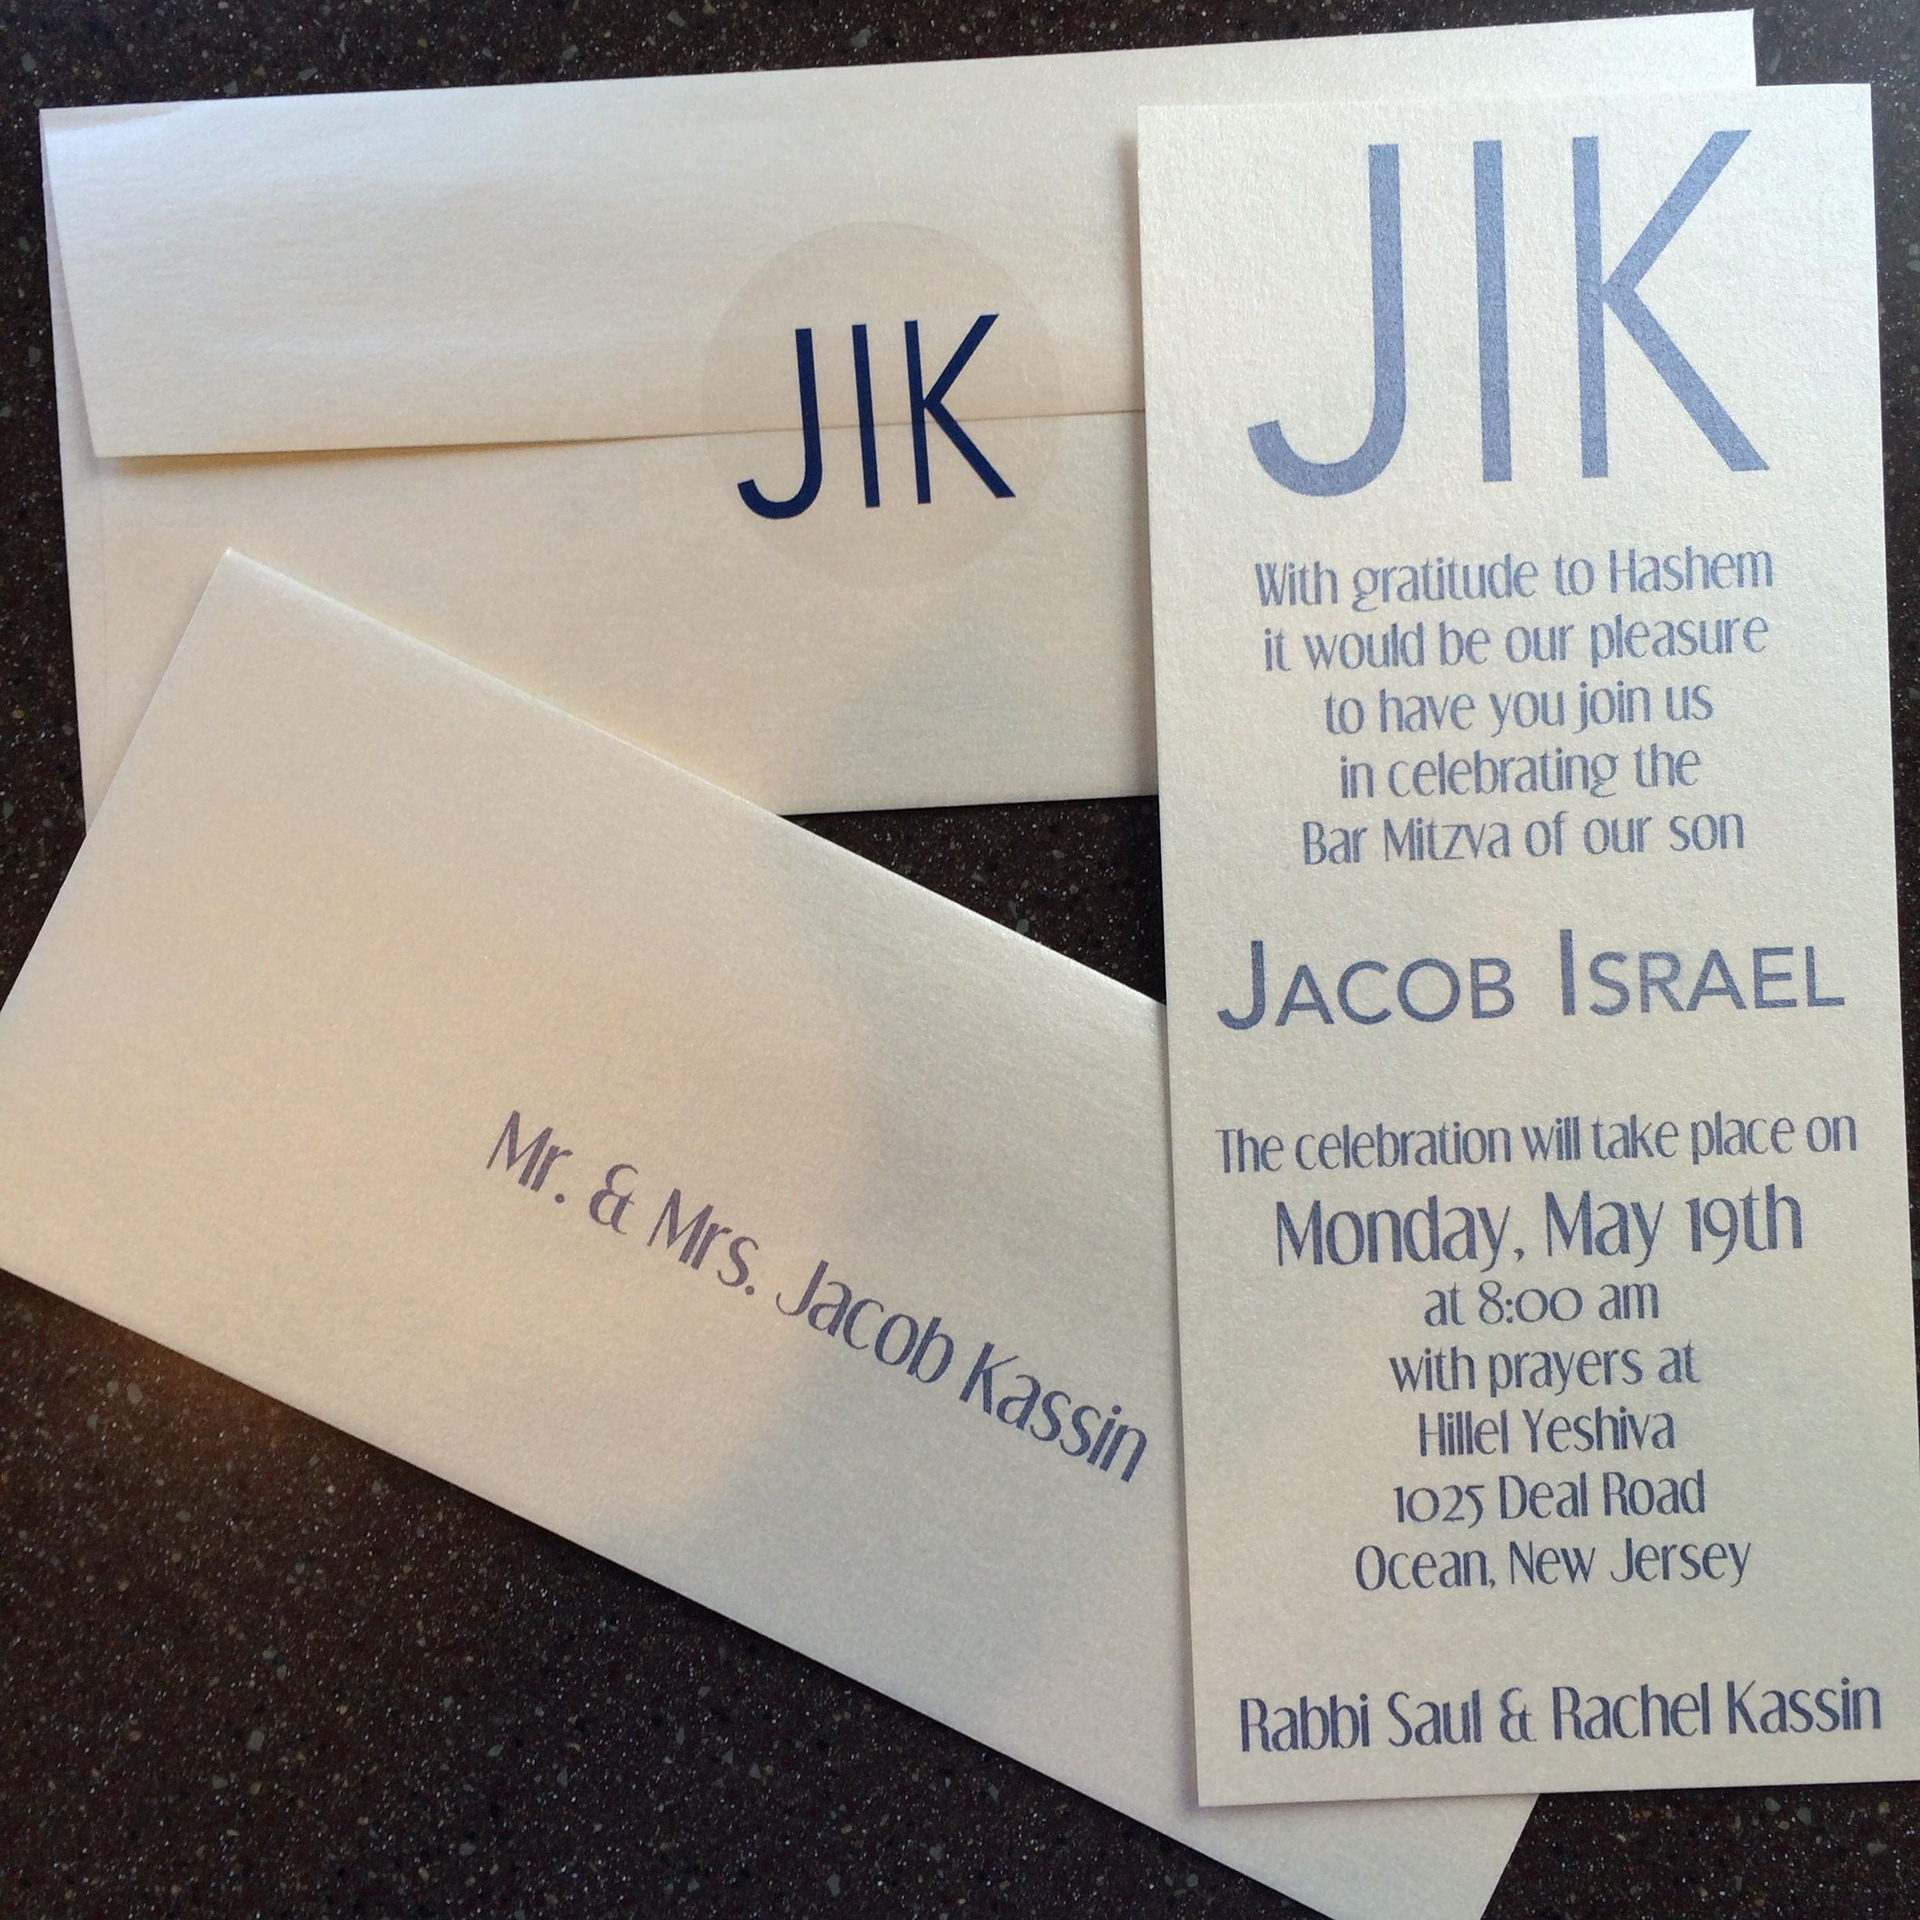 JIK
Mr. & Mrs. Jacob Kassin
JIK
With gratitude to Hashem
it would be our pleasure
to have you join us
in celebrating the
Bar Mitzva of our son
JACOB ISRAEL
The celebration will take place on
Monday, May 19th
at 8:00 am
with prayers at
Hillel Yeshiva
1025 Deal Road
Ocean, New Jersey
Rabbi Saul & Rachel Kassin